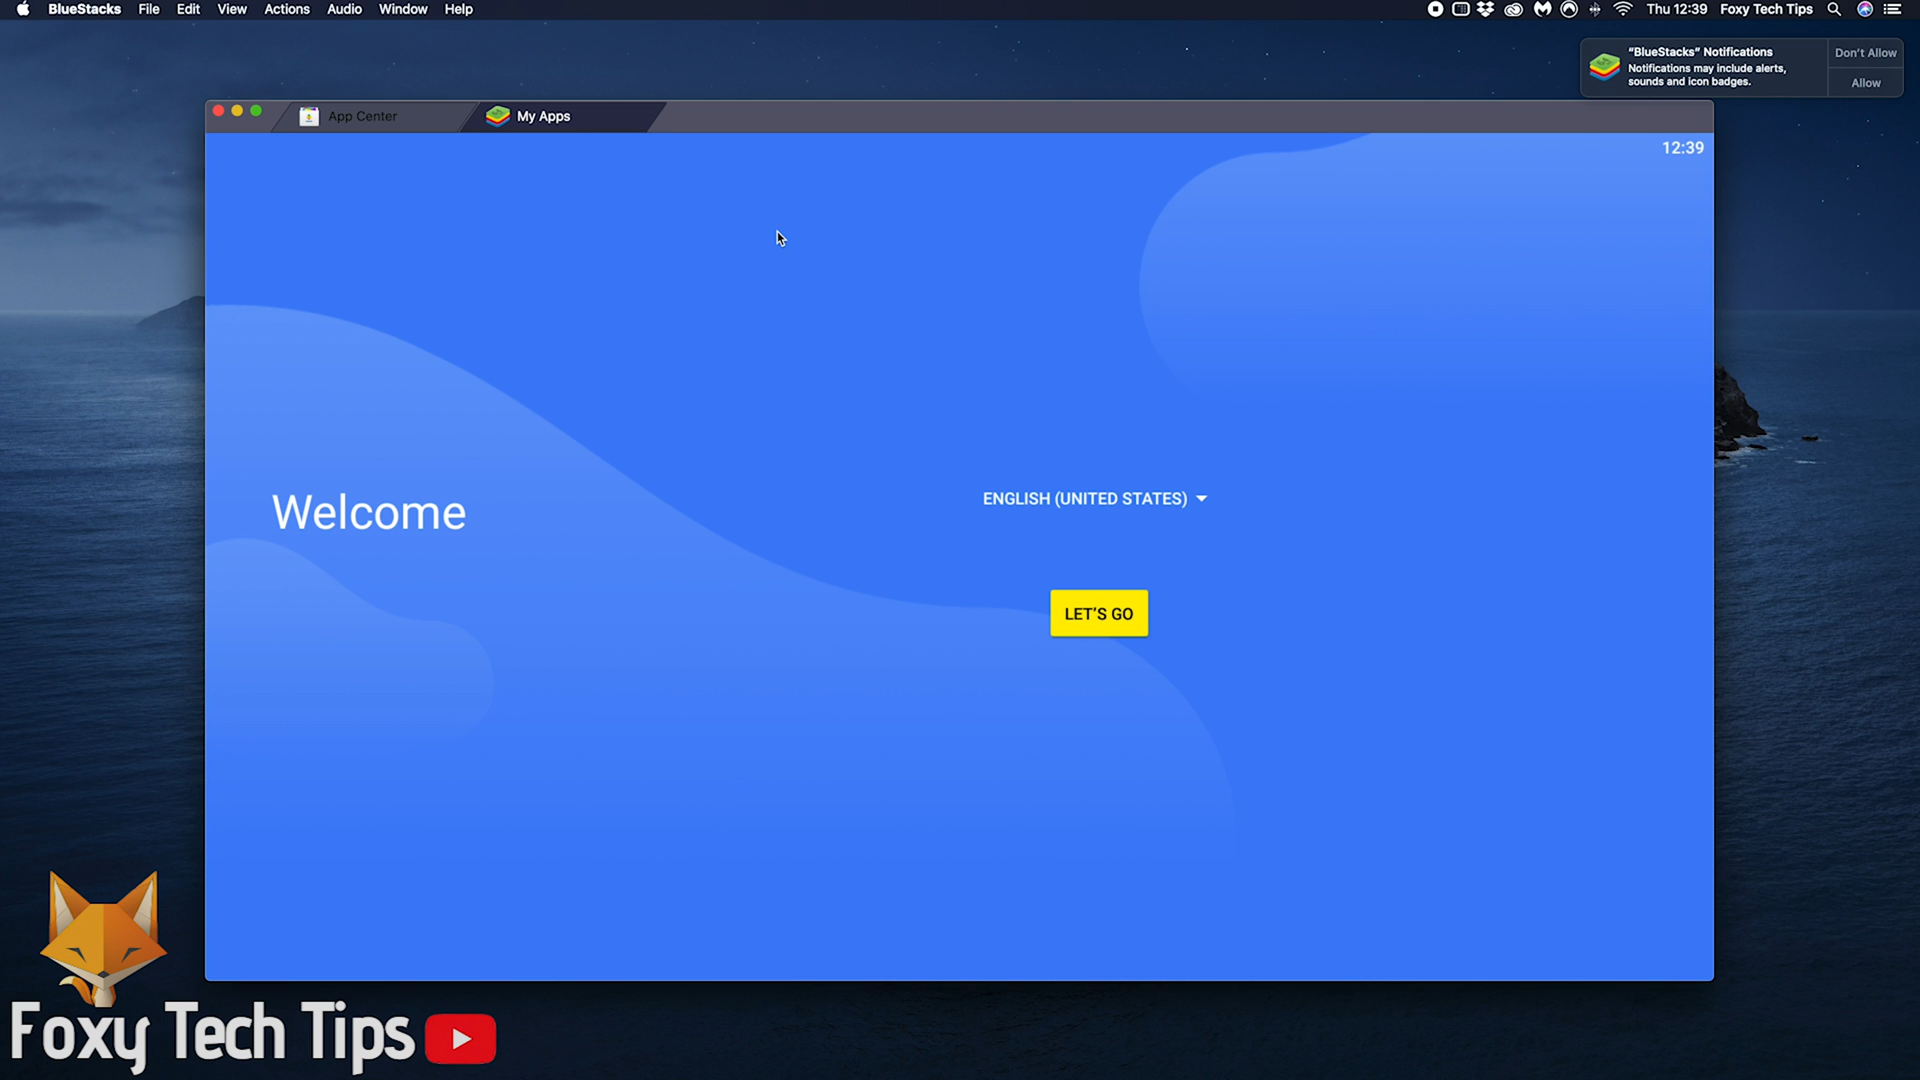 BlueStacks File Edit View Actions Audio Window Help
Thu 12:39 Foxy Tech Tips
"BlueStacks" Notifications
Notifications may include alerts,
sounds and icon badges.
Don't Allow
Allow
App Center
My Apps
12:39
Welcome
ENGLISH (UNITED STATES)
LET'S GO
Foxy Tech Tips